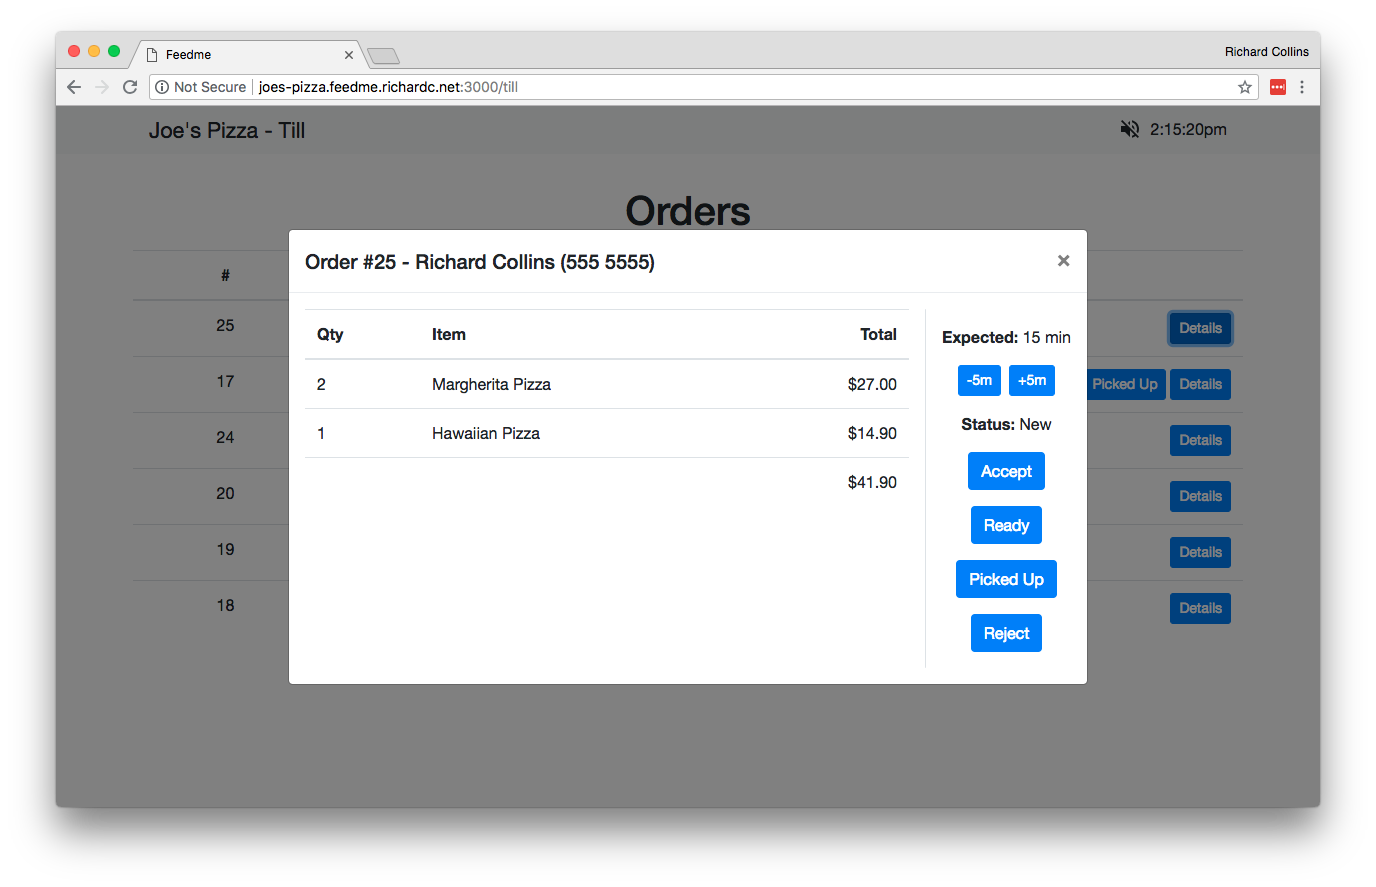 Feedme
Richard Collins
Not Secure joes-pizza.feedme.richardc.net:3000/till
Joe's Pizza - Till
2:15:20pm
Orders
Order #25 - Richard Collins (555 5555)
×
#
25 Details
17 Picked Up Details
24 Details
20 Details
19 Details
18 Details
Qty Item Total
2 Margherita Pizza $27.00
1 Hawaiian Pizza $14.90
$41.90
Expected: 15 min
-5m +5m
Status: New
Accept
Ready
Picked Up
Reject